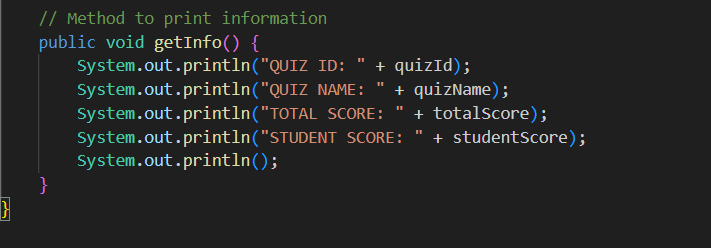 // Method to print information
public void getInfo() {
System.out.println("QUIZ ID: " + quizId);
System.out.println("QUIZ NAME: " + quizName);
System.out.println("TOTAL SCORE: " + totalScore);
System.out.println("STUDENT SCORE: " + studentScore);
System.out.println();
}
}